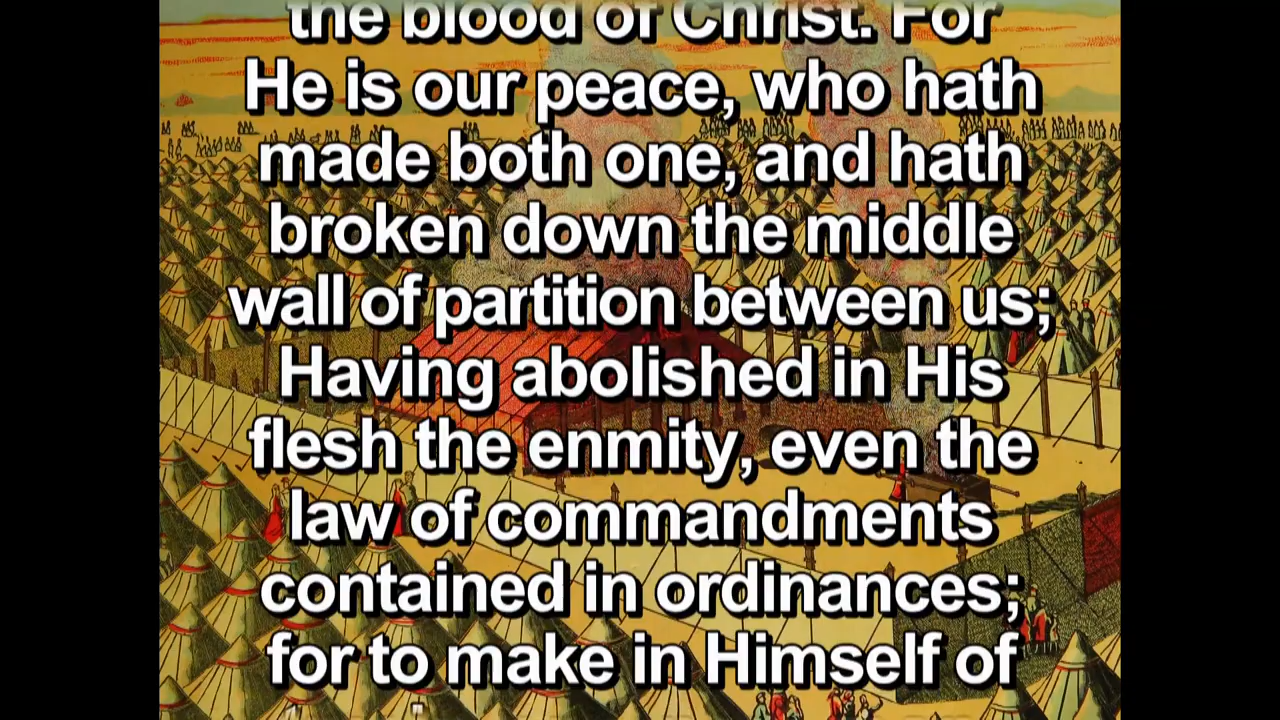 the blood of Christ. For
He is our peace, who hath
made both one, and hath
broken down the middle
wall of partition between us;
Having abolished in His
flesh the enmity, even the
law of commandments
contained in ordinances;
for to make in Himself of